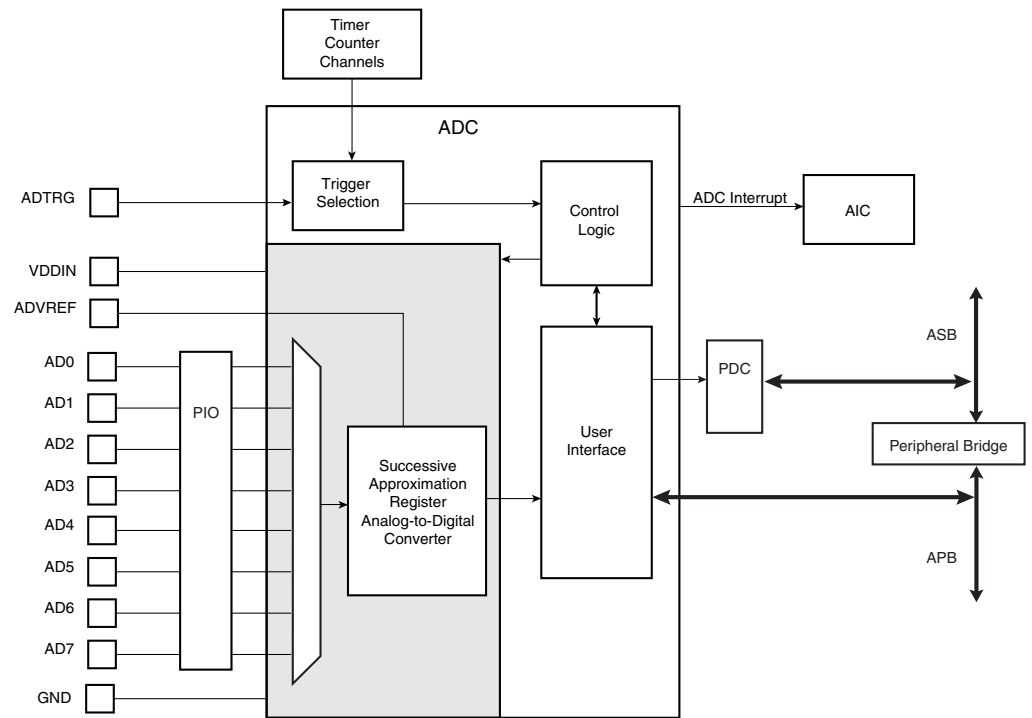 Timer
Counter
Channels
ADC
Trigger
Selection
Control
Logic
ADC Interrupt
AIC
ADTRG
VDDIN
ADVREF
AD0
AD1
AD2
AD3
AD4
AD5
AD6
AD7
GND
PIO
Successive
Approximation
Register
Analog-to-Digital
Converter
User
Interface
PDC
ASB
Peripheral Bridge
APB